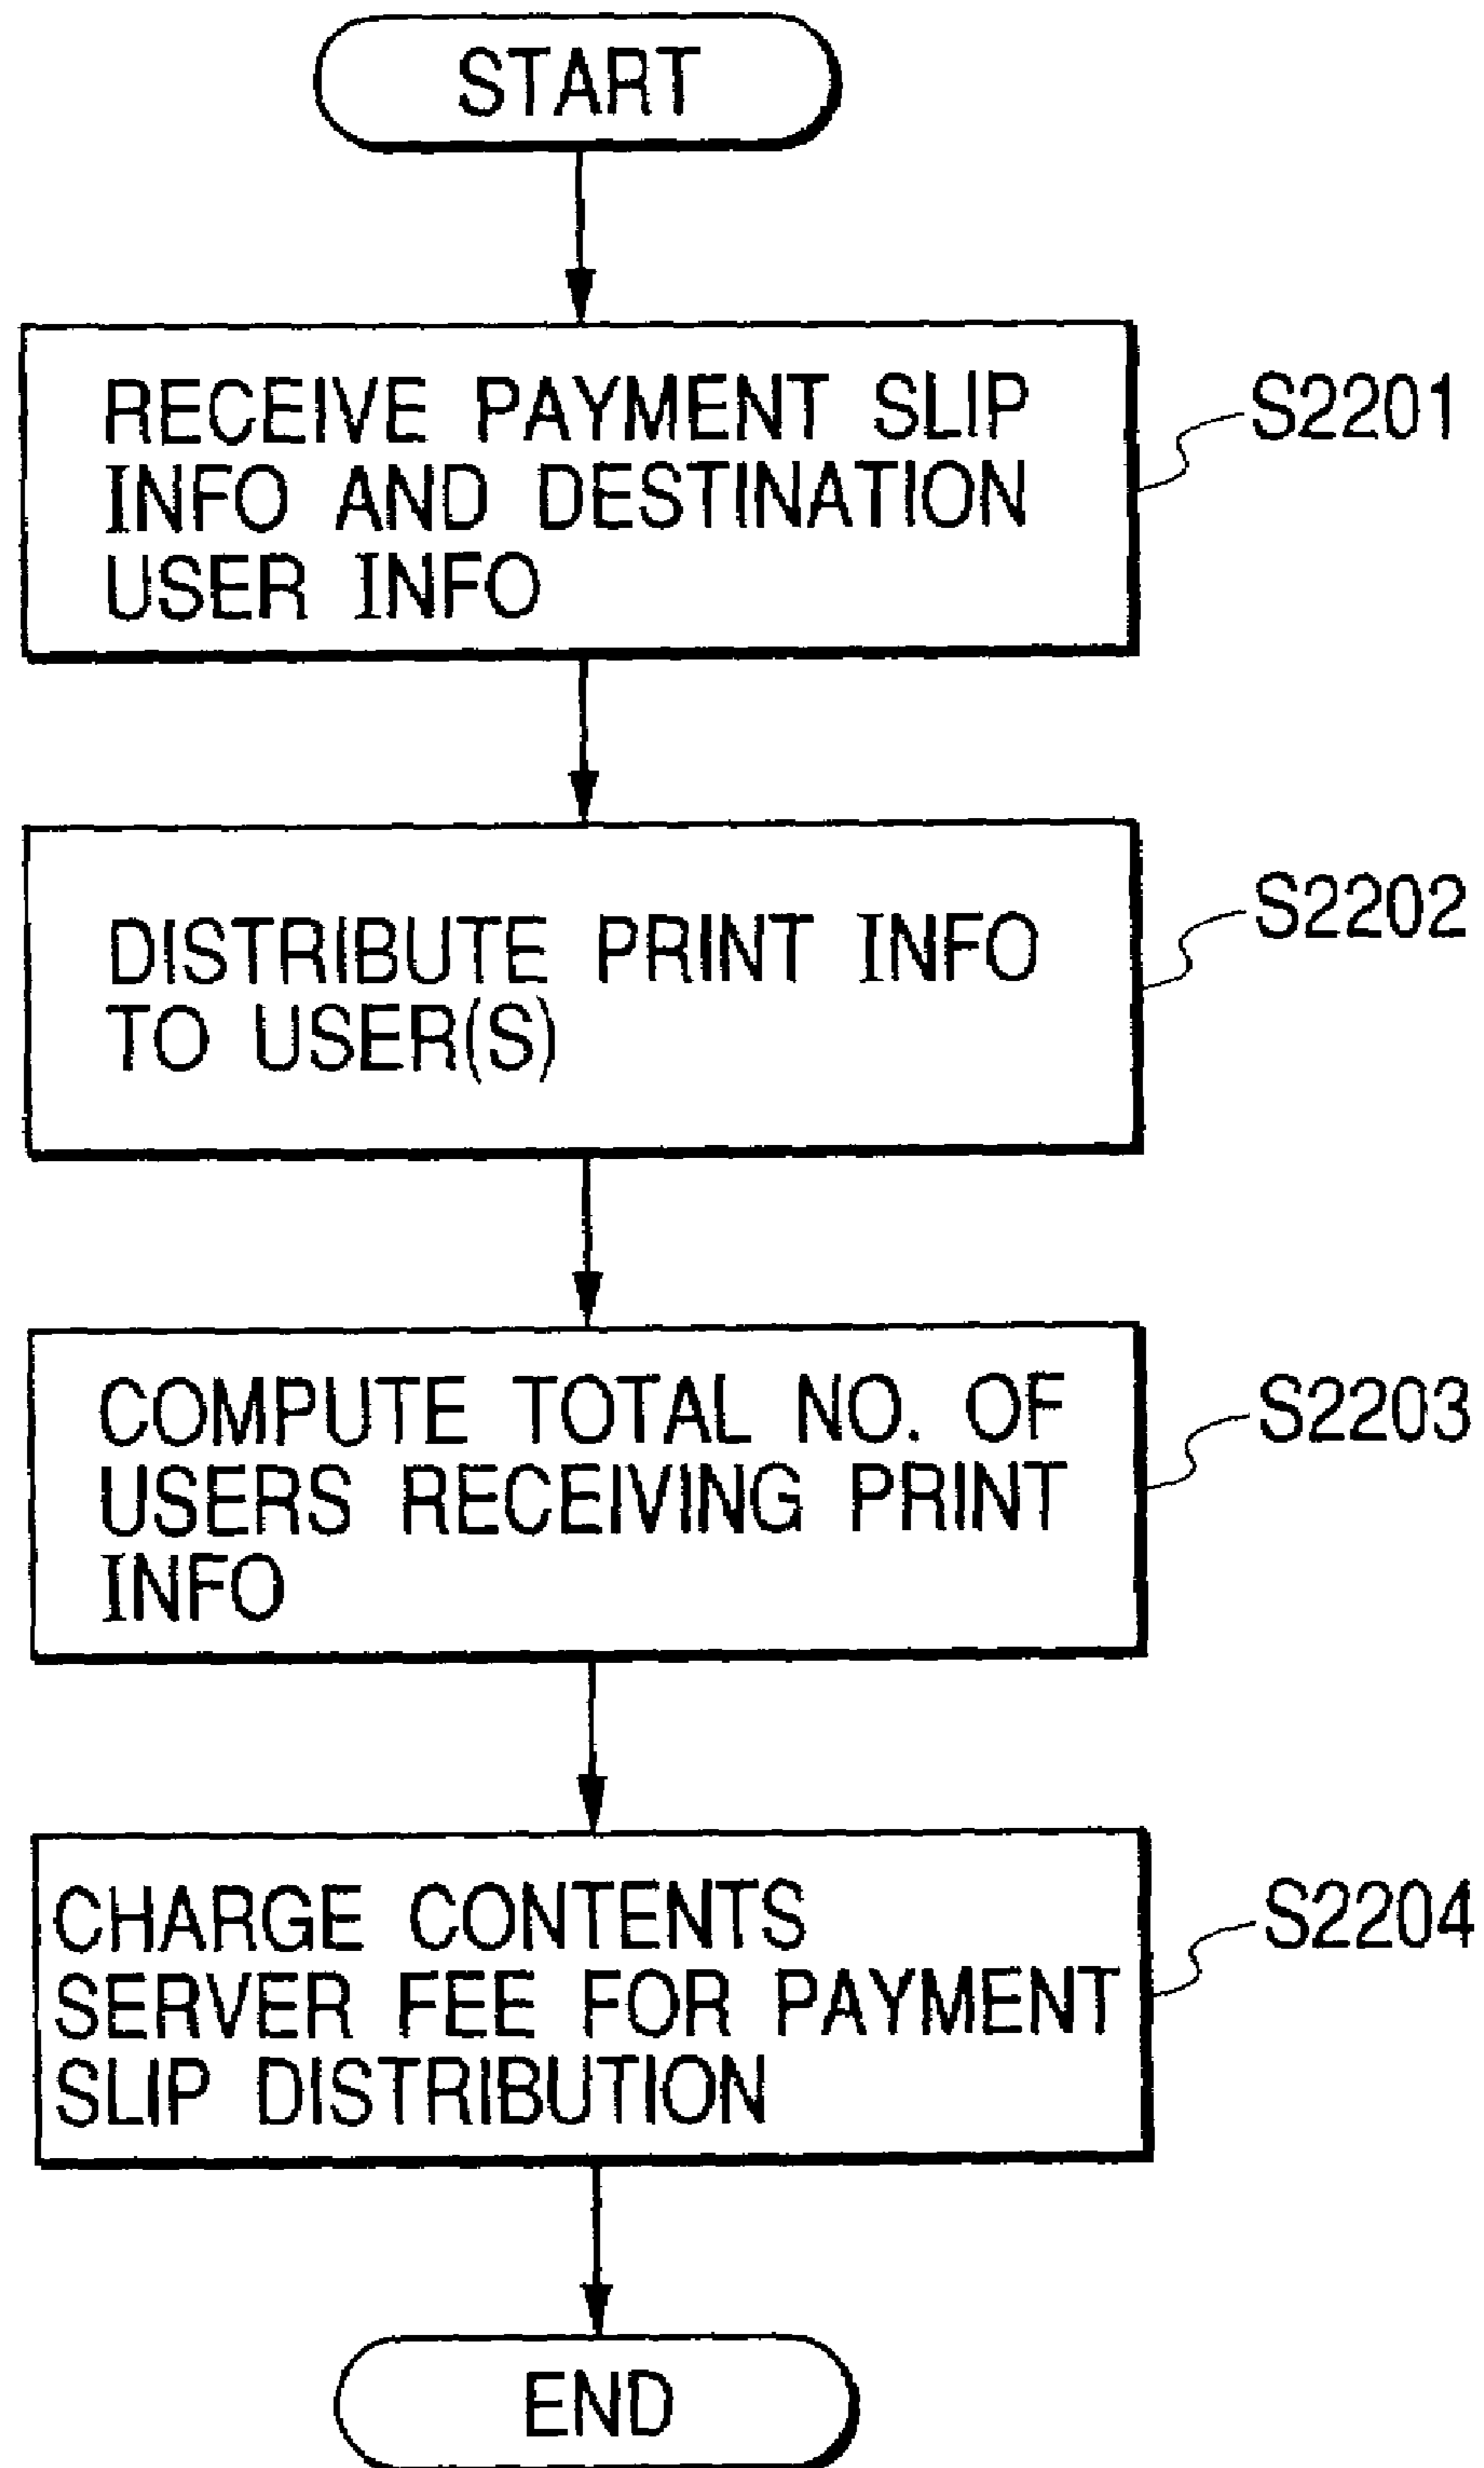 START
RECEIVE PAYMENT SLIP
INFO AND DESTINATION
USER INFO
S2201
DISTRIBUTE PRINT INFO
TO USER(S)
S2202
COMPUTE TOTAL NO. OF
USERS RECEIVING PRINT
INFO
S2203
CHARGE CONTENTS
SERVER FEE FOR PAYMENT
SLIP DISTRIBUTION
S2204
END